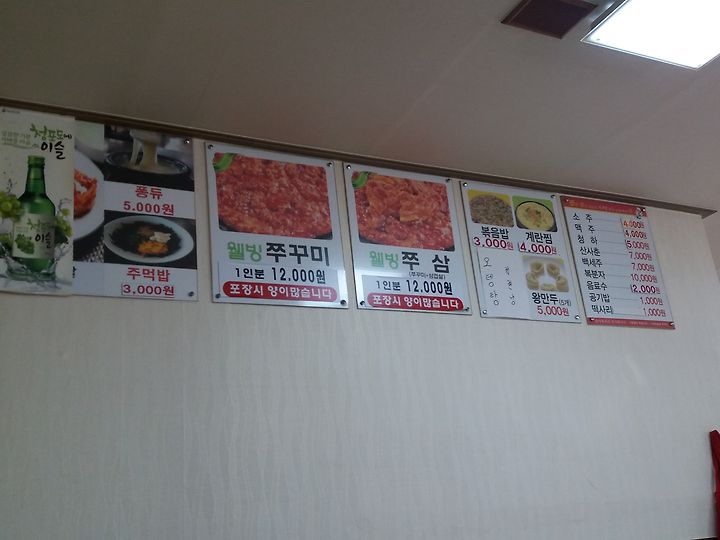 청포도에
이슬
퐁듀
5.000원
주먹밥
3.000원
웰빙 쭈꾸미
1인분 12.000원
포장시 양이많습니다
웰빙 쭈 삼
(쭈꾸미+삼겹살)
1인분 12.000원
포장시 양이많습니다
볶음밥
3.000원
계란찜
4.000원
왕만두(5개)
5.000원
소 주 4,000원
맥 주 4,000원
청 하 5,000원
산사춘 7,000원
백세주 7,000원
복분자 10,000원
음료수 2,000원
공기밥 1,000원
떡사리 1,000원